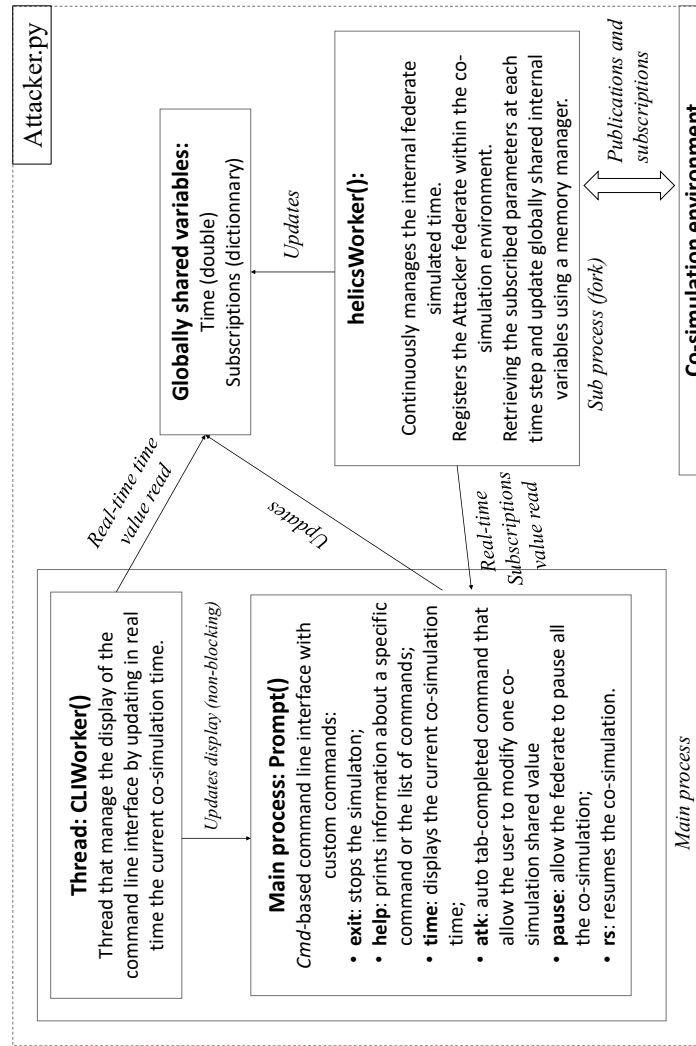 Attacker.py
Thread: CLIWorker()
Thread that manage the display of the
command line interface by updating in real
time the current co-simulation time.
Real-time time
value read
Globally shared variables:
Time (double)
Subscriptions (dictionnary)
Updates display (non-blocking)
Updates
Updates
Main process: Prompt()
Cmd-based command line interface with
custom commands:
• exit: stops the simulaton;
• help: prints information about a specific
command or the list of commands;
• time: displays the current co-simulation
time;
• atk: auto tab-completed command that
allow the user to modify one co-
simulation shared value
• pause: allow the federate to pause all
the co-simulation;
• rs: resumes the co-simulation.
Main process
Real-time
Subscriptions
value read
helicsWorker():
Continuously manages the internal federate
simulated time.
Registers the Attacker federate within the co-
simulation environment.
Retrieving the subscribed parameters at each
time step and update globally shared internal
variables using a memory manager.
Sub process (fork)
Publications and
subscriptions
Co-simulation environment